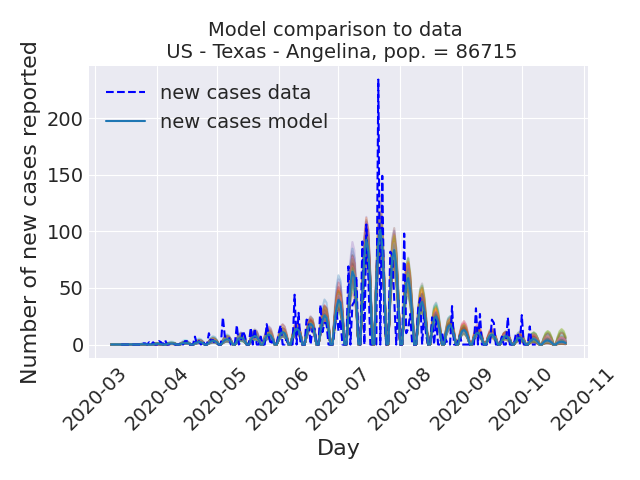 Model comparison to data
US - Texas - Angelina, pop. = 86715
Number of new cases reported
200
150
100
50
0
new cases data
new cases model
2020-03
2020-04
2020-05
2020-06
2020-07
2020-08
2020-09
2020-10
2020-11
Day